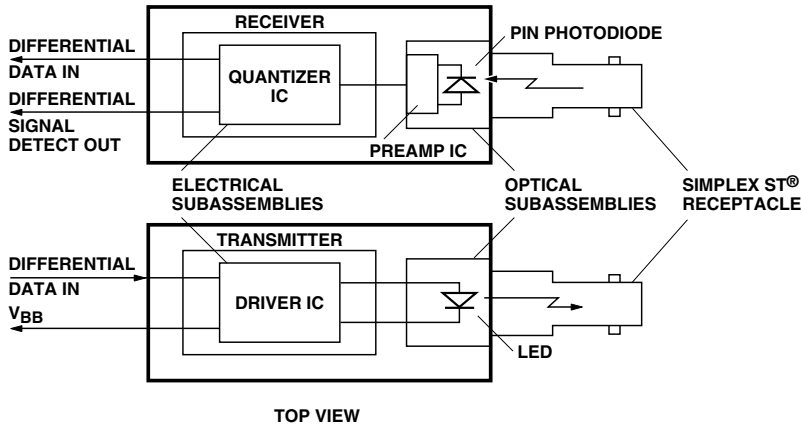 RECEIVER
DIFFERENTIAL
DATA IN
DIFFERENTIAL
SIGNAL
DETECT OUT
QUANTIZER
IC
PIN PHOTODIODE
PREAMP IC
ELECTRICAL
SUBASSEMBLIES
OPTICAL
SUBASSEMBLIES
SIMPLEX ST®
RECEPTACLE
TRANSMITTER
DIFFERENTIAL
DATA IN
VBB
DRIVER IC
LED
TOP VIEW